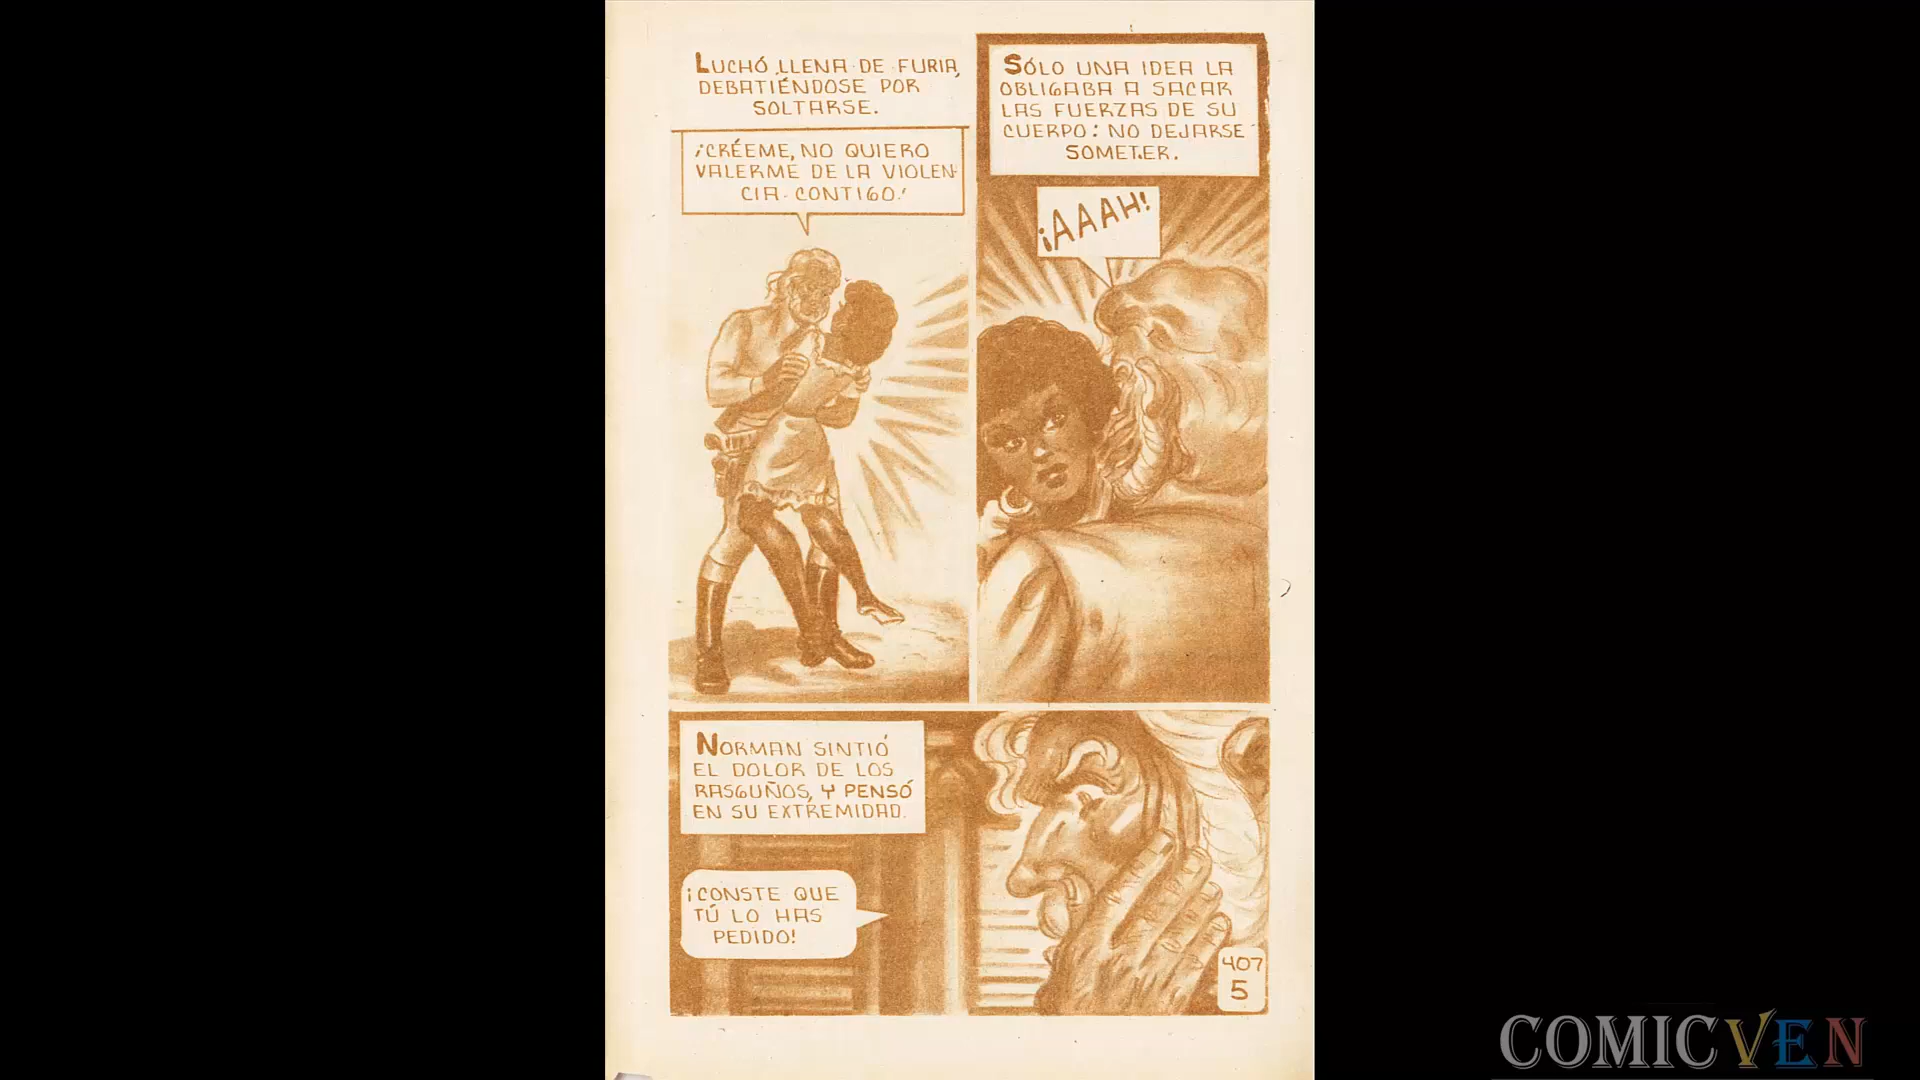 LUCHÓ LLENA DE FURIA,
DEBATIÉNDOSE POR
SOLTARSE.
¡CRÉEME, NO QUIERO
VALERME DE LA VIOLEN-
CIA CONTIGO!
SÓLO UNA IDEA LA
OBLIGABA A SACAR
LAS FUERZAS DE SU
CUERPO: NO DEJARSE
SOMETER.
¡AAAH!
NORMAN SINTIÓ
EL DOLOR DE LOS
RASGUÑOS, Y PENSÓ
EN SU EXTREMIDAD.
¡CONSTE QUE
TÚ LO HAS
PEDIDO!
407
5
COMICVEN